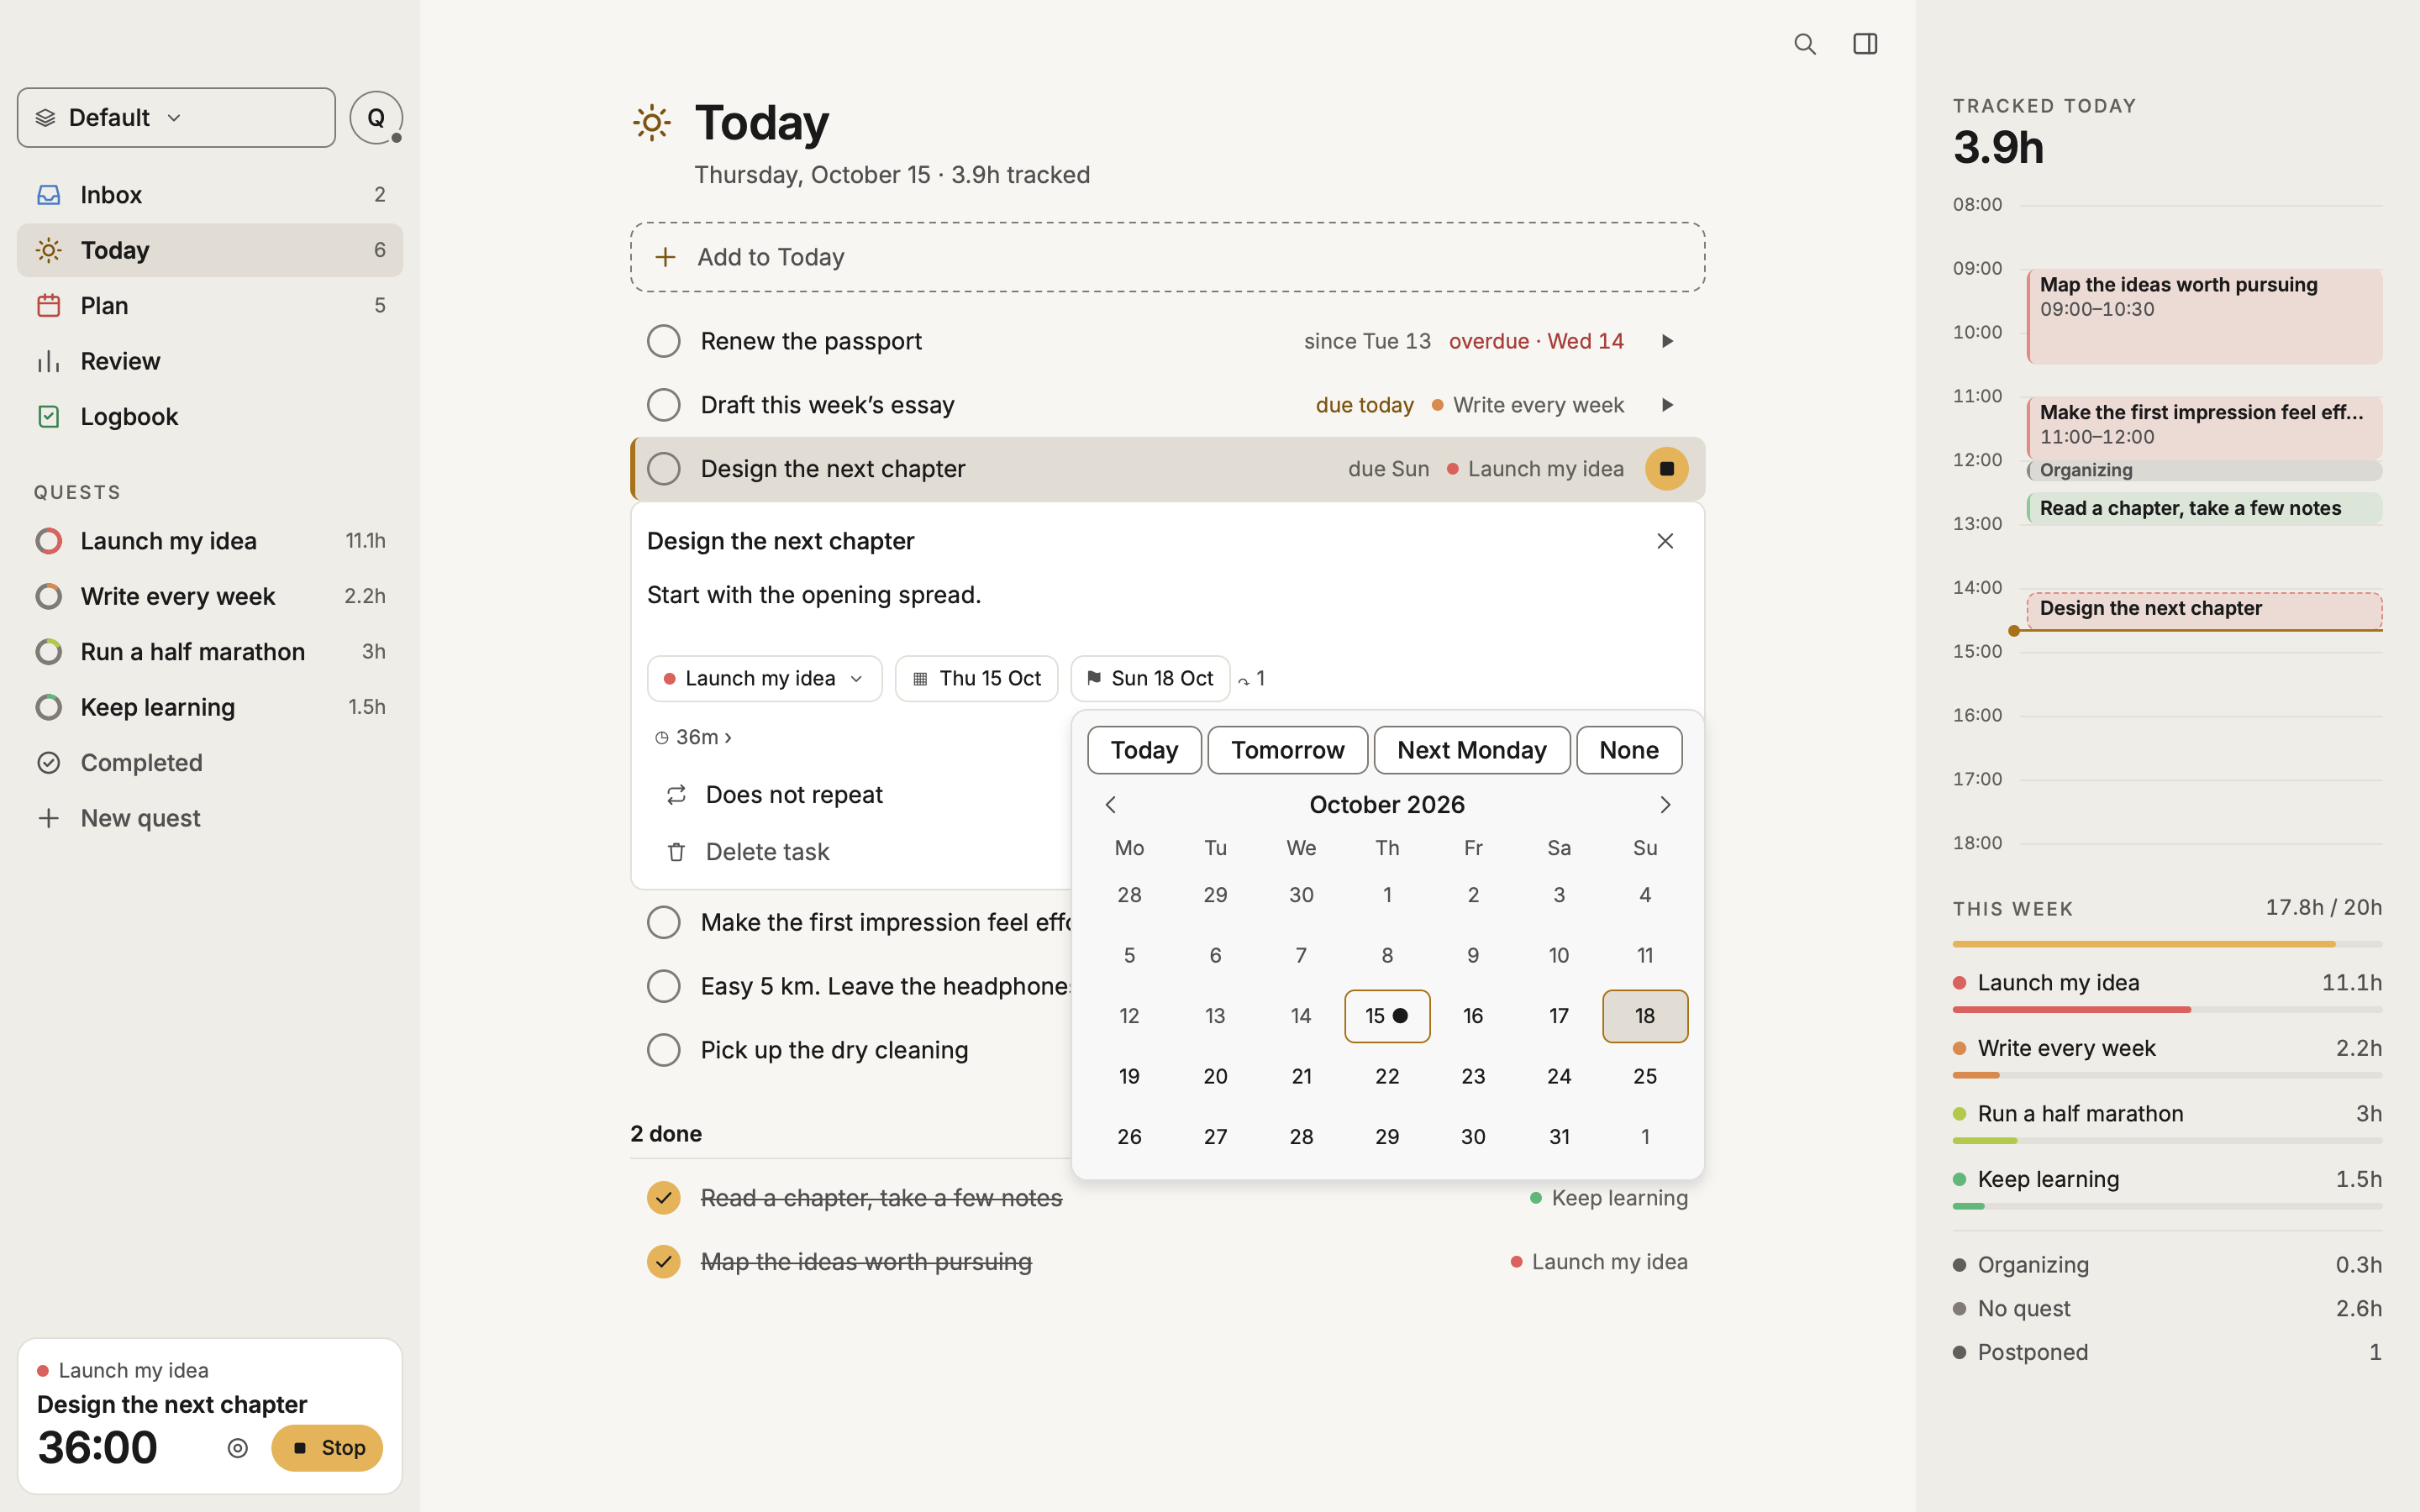 Default
Q
Inbox 2
Today 6
Plan 5
Review
Logbook
QUESTS
Launch my idea 11.1h
Write every week 2.2h
Run a half marathon 3h
Keep learning 1.5h
Completed
New quest
Launch my idea
Design the next chapter
36:00 Stop
Today
Thursday, October 15 · 3.9h tracked
Add to Today
Renew the passport since Tue 13 overdue · Wed 14
Draft this week’s essay due today Write every week
Design the next chapter due Sun Launch my idea
Design the next chapter
Start with the opening spread.
Launch my idea Thu 15 Oct Sun 18 Oct 1
36m ›
Does not repeat
Delete task
Today Tomorrow Next Monday None
October 2026
Mo Tu We Th Fr Sa Su
28 29 30 1 2 3 4
5 6 7 8 9 10 11
12 13 14 15 16 17 18
19 20 21 22 23 24 25
26 27 28 29 30 31 1
Make the first impression feel effo
Easy 5 km. Leave the headphones
Pick up the dry cleaning
2 done
Read a chapter, take a few notes Keep learning
Map the ideas worth pursuing Launch my idea
TRACKED TODAY
3.9h
08:00
09:00
Map the ideas worth pursuing
09:00–10:30
10:00
11:00
Make the first impression feel eff...
11:00–12:00
12:00
Organizing
Read a chapter, take a few notes
13:00
14:00
Design the next chapter
15:00
16:00
17:00
18:00
THIS WEEK 17.8h / 20h
Launch my idea 11.1h
Write every week 2.2h
Run a half marathon 3h
Keep learning 1.5h
Organizing 0.3h
No quest 2.6h
Postponed 1